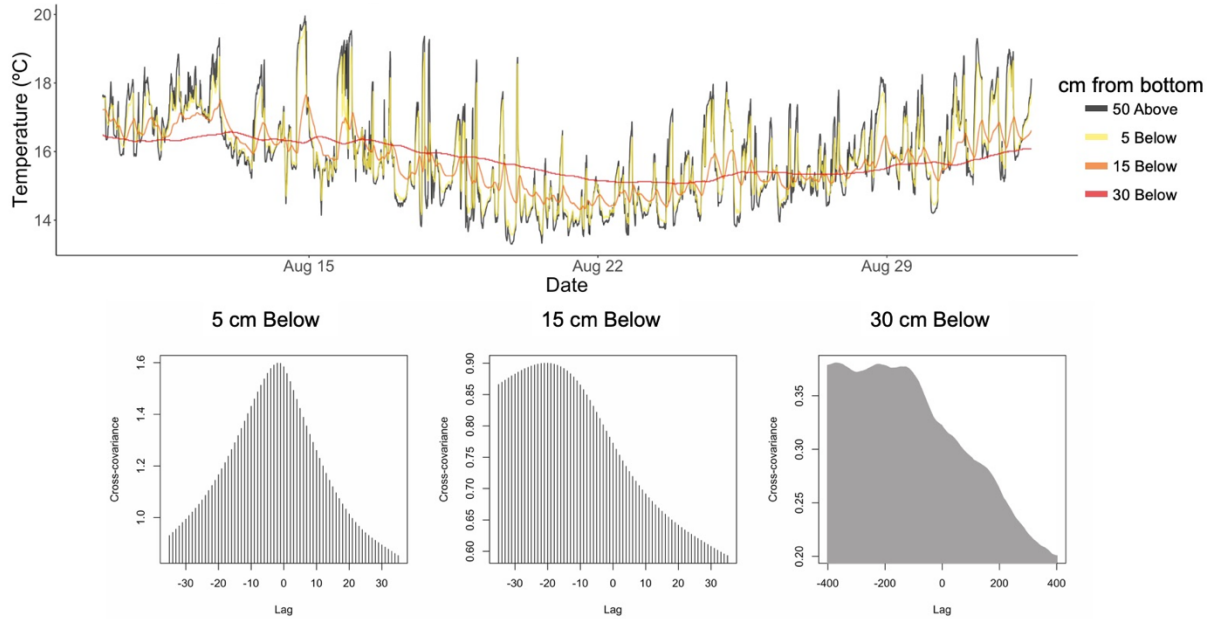 Temperature (ºC)
20
18
16
14
Aug 15
Aug 22
Aug 29
Date
cm from bottom
50 Above
5 Below
15 Below
30 Below
5 cm Below
15 cm Below
30 cm Below
Cross-covariance
1.6
1.4
1.2
1.0
-30 -20 -10 0 10 20 30
Lag
Cross-covariance
0.90
0.85
0.80
0.75
0.70
0.65
0.60
-30 -20 -10 0 10 20 30
Lag
Cross-covariance
0.35
0.30
0.25
0.20
-400 -200 0 200 400
Lag